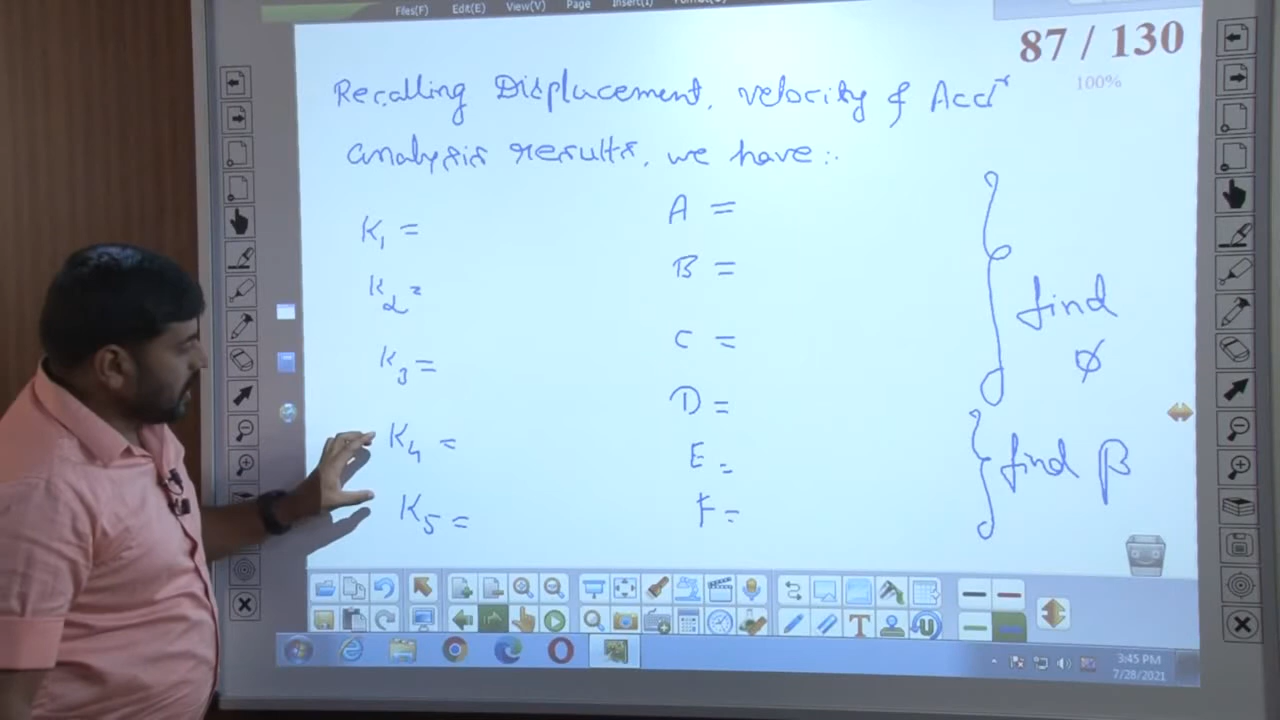 Files(F) Edit(E) View(V) Page Insert(I)
87 / 130
100%
Recalling Displacement, velocity & Accⁿ
analysis results, we have :.
K1 =
K2 =
K3 =
K4 =
K5 =
A =
B =
C =
D =
E =
F =
find
φ
find β
3:45 PM
7/28/2021